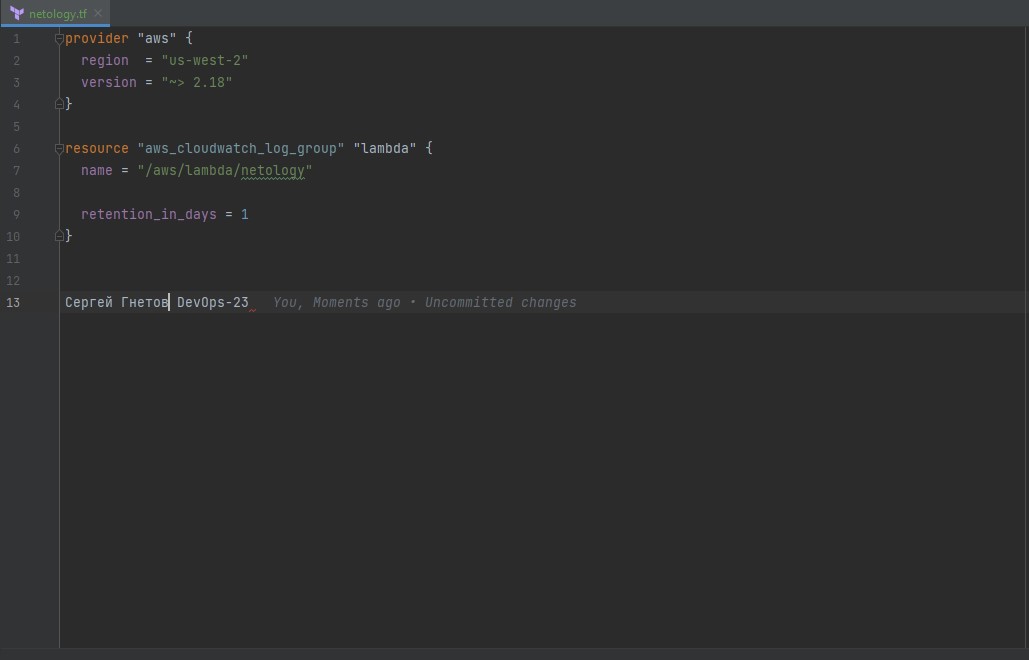 netology.tf
1 provider "aws" {
2 region = "us-west-2"
3 version = "~> 2.18"
4 }
5
6 resource "aws_cloudwatch_log_group" "lambda" {
7 name = "/aws/lambda/netology"
8
9 retention_in_days = 1
10 }
11
12
13 Сергей Гнетов DevOps-23 You, Moments ago • Uncommitted changes